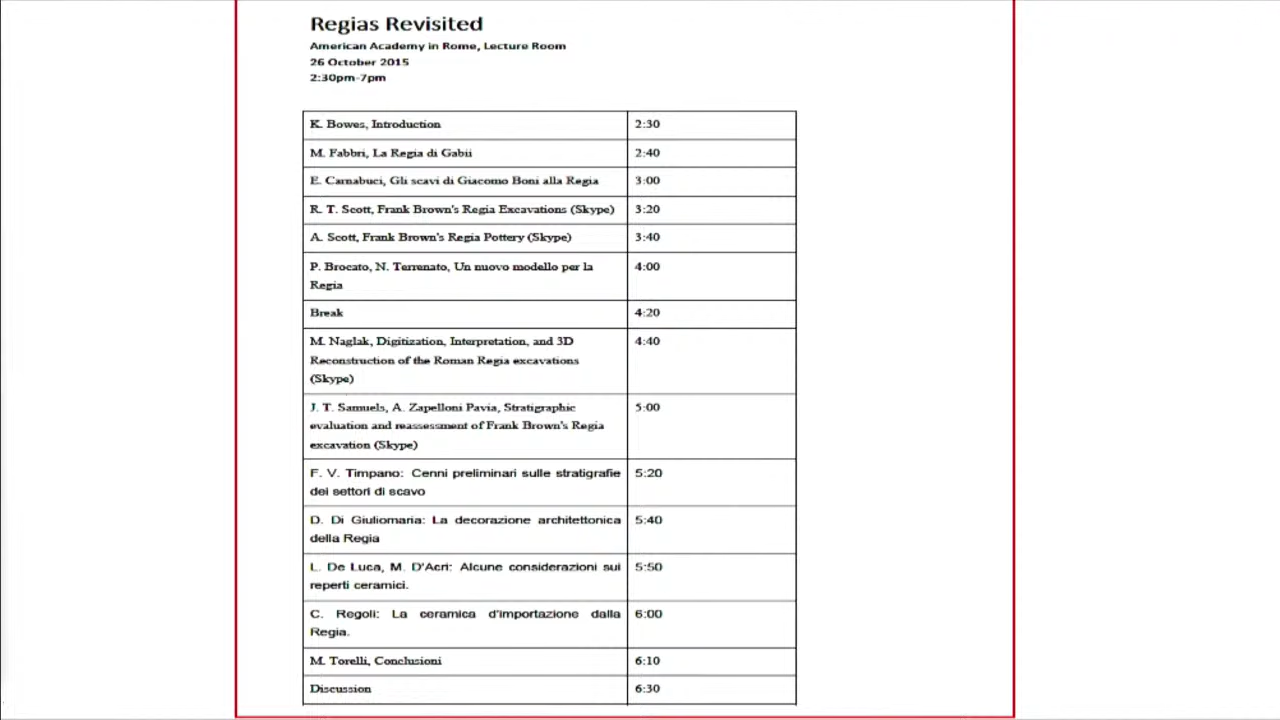 Regias Revisited
American Academy in Rome, Lecture Room
26 October 2015
2:30pm-7pm
K. Bowes, Introduction 2:30
M. Fabbri, La Regia di Gabii 2:40
E. Carnabuci, Gli scavi di Giacomo Boni alla Regia 3:00
R. T. Scott, Frank Brown's Regia Excavations (Skype) 3:20
A. Scott, Frank Brown's Regia Pottery (Skype) 3:40
P. Brocato, N. Terrenato, Un nuovo modello per la 4:00
Regia
Break 4:20
M. Naglak, Digitization, Interpretation, and 3D 4:40
Reconstruction of the Roman Regia excavations
(Skype)
J. T. Samuels, A. Zapelloni Pavia, Stratigraphic 5:00
evaluation and reassessment of Frank Brown's Regia
excavation (Skype)
F. V. Timpano: Cenni preliminari sulle stratigrafie 5:20
dei settori di scavo
D. Di Giuliomaria: La decorazione architettonica 5:40
della Regia
L. De Luca, M. D'Acri: Alcune considerazioni sui 5:50
reperti ceramici.
C. Regoli: La ceramica d'importazione dalla 6:00
Regia.
M. Torelli, Conclusioni 6:10
Discussion 6:30